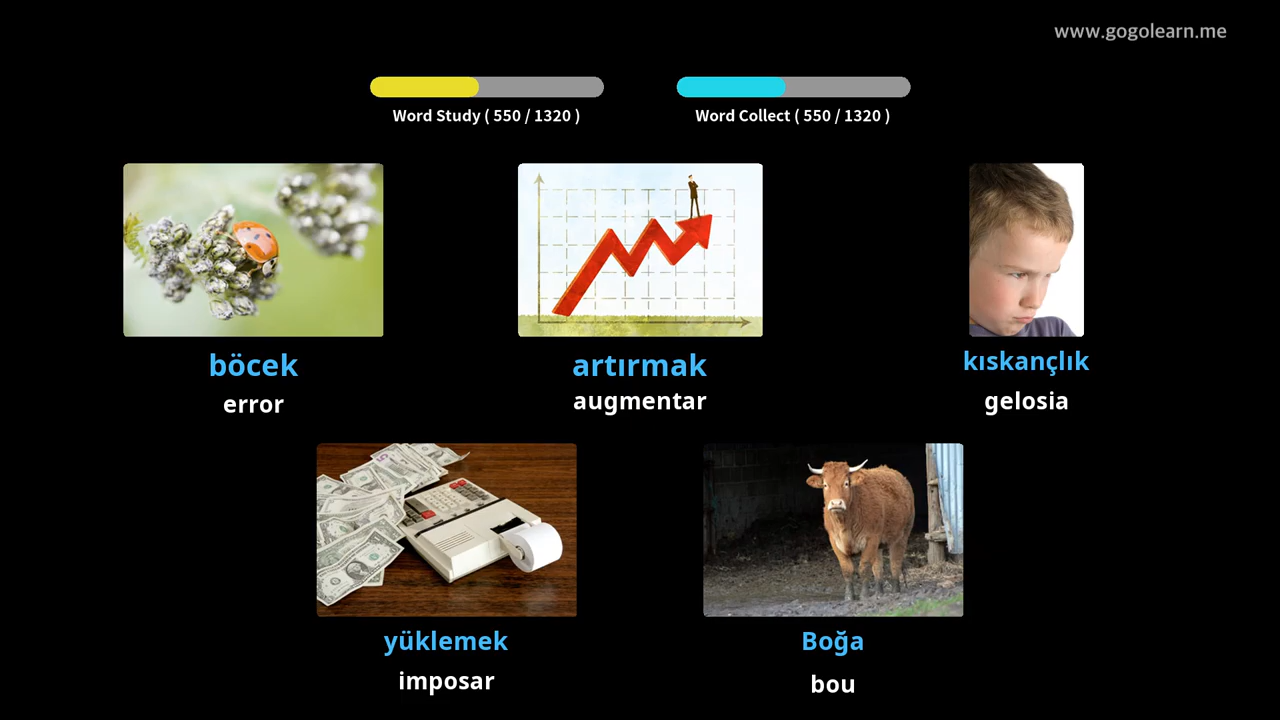 www.gogolearn.me
Word Study ( 550 / 1320 )
Word Collect ( 550 / 1320 )
böcek
error
artırmak
augmentar
kıskançlık
gelosia
yüklemek
imposar
Boğa
bou